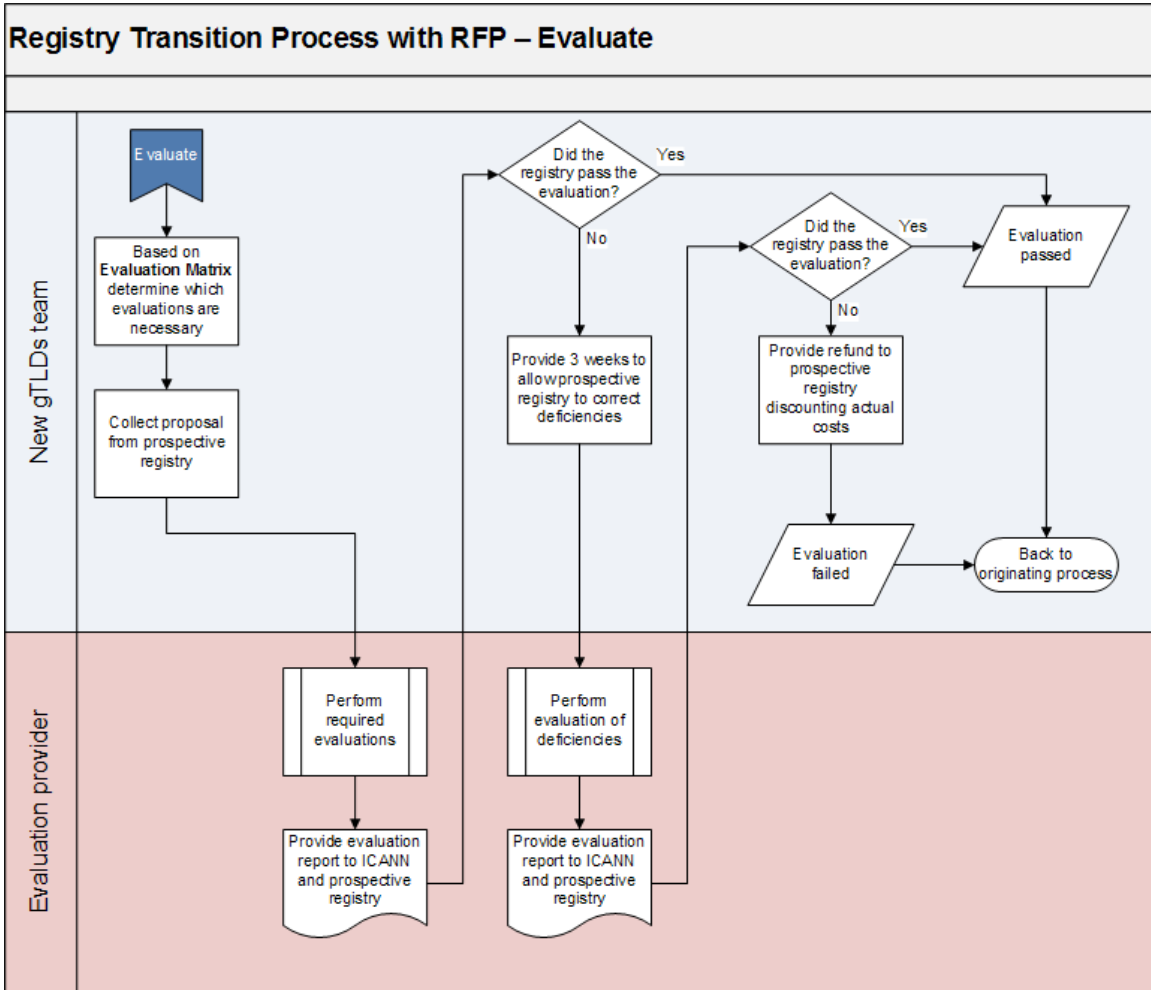 Registry Transition Process with RFP – Evaluate
New gTLDs team
Evaluate
Based on
Evaluation Matrix
determine which
evaluations are
necessary
Collect proposal
from prospective
registry
Did the
registry pass the
evaluation?
Yes
No
Provide 3 weeks to
allow prospective
registry to correct
deficiencies
Did the
registry pass the
evaluation?
Yes
No
Provide refund to
prospective
registry
discounting actual
costs
Evaluation
failed
Evaluation
passed
Back to
originating process
Evaluation provider
Perform
required
evaluations
Provide evaluation
report to ICANN
and prospective
registry
Perform
evaluation of
deficiencies
Provide evaluation
report to ICANN
and prospective
registry